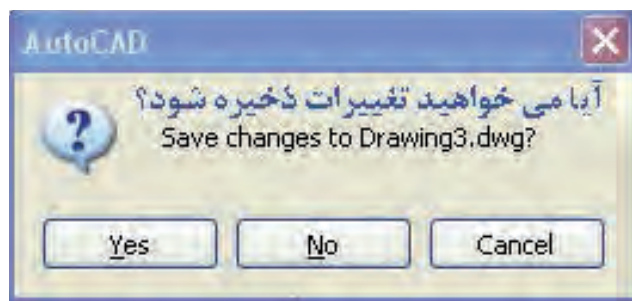 AutoCAD
آیا می خواهید تغییرات ذخیره شود؟
Save changes to Drawing3.dwg?
Yes
No
Cancel